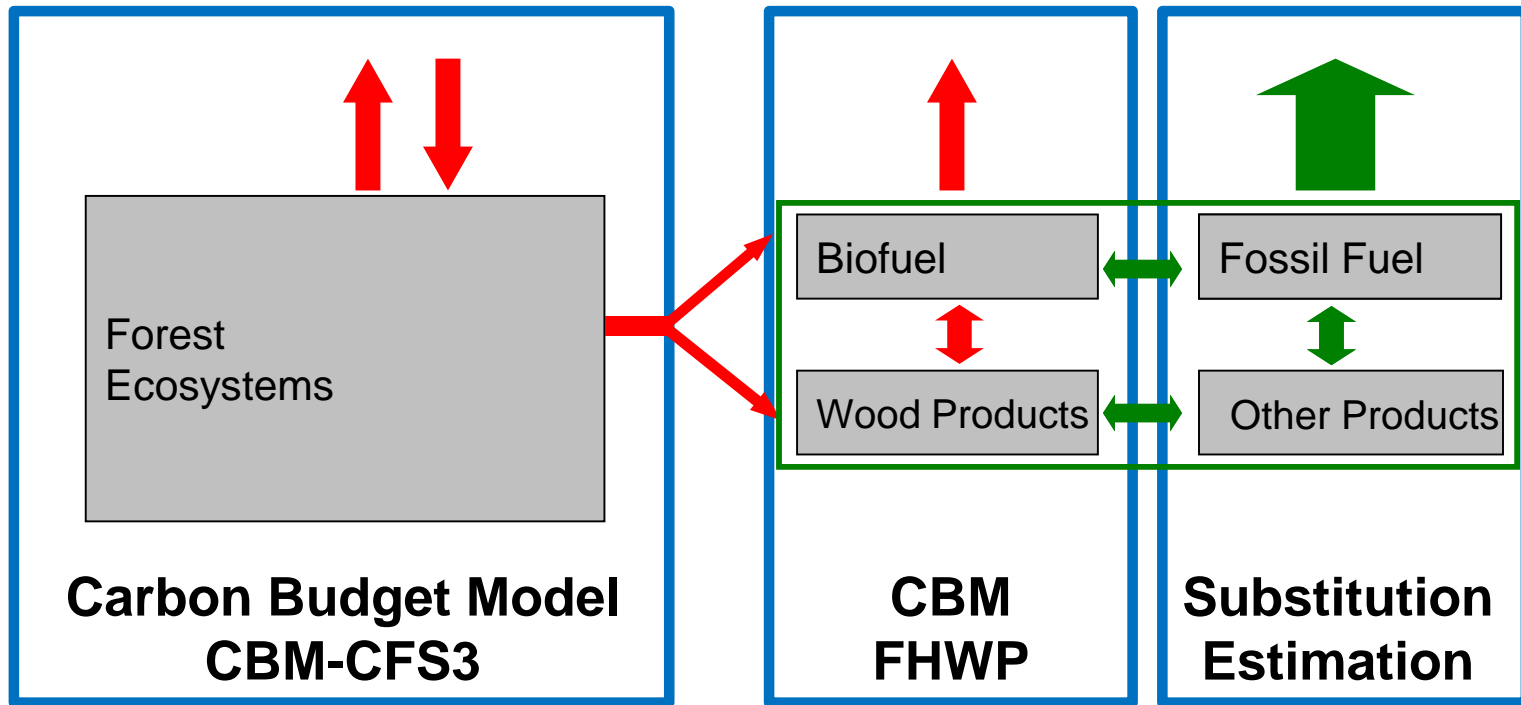 Forest
Ecosystems
Biofuel
Wood Products
Fossil Fuel
Other Products
Carbon Budget Model
CBM-CFS3
CBM
FHWP
Substitution
Estimation